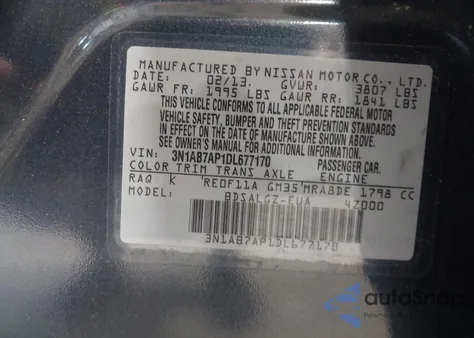 MANUFACTURED BY NISSAN MOTOR CO., LTD.
DATE: 02/13. GVWR: 3807 LBS
GAWR FR: 1995 LBS GAWR RR: 1841 LBS
THIS VEHICLE CONFORMS TO ALL APPLICABLE FEDERAL MOTOR
VEHICLE SAFETY, BUMPER AND THEFT PREVENTION STANDARDS
IN EFFECT ON THE DATE OF MANUFACTURE SHOWN ABOVE.
SEE OWNER'S MANUAL FOR ADDITIONAL INFORMATION.
VIN: 3N1AB7AP1DL677170 PASSENGER CAR.
COLOR TRIM TRANS AXLE ENGINE
RAQ K RE0F11A GM35 MRA8DE 1798 CC
MODEL: BDSALGZ-EUA 4Z000
3N1AB7AP1DL677170
autoSnap